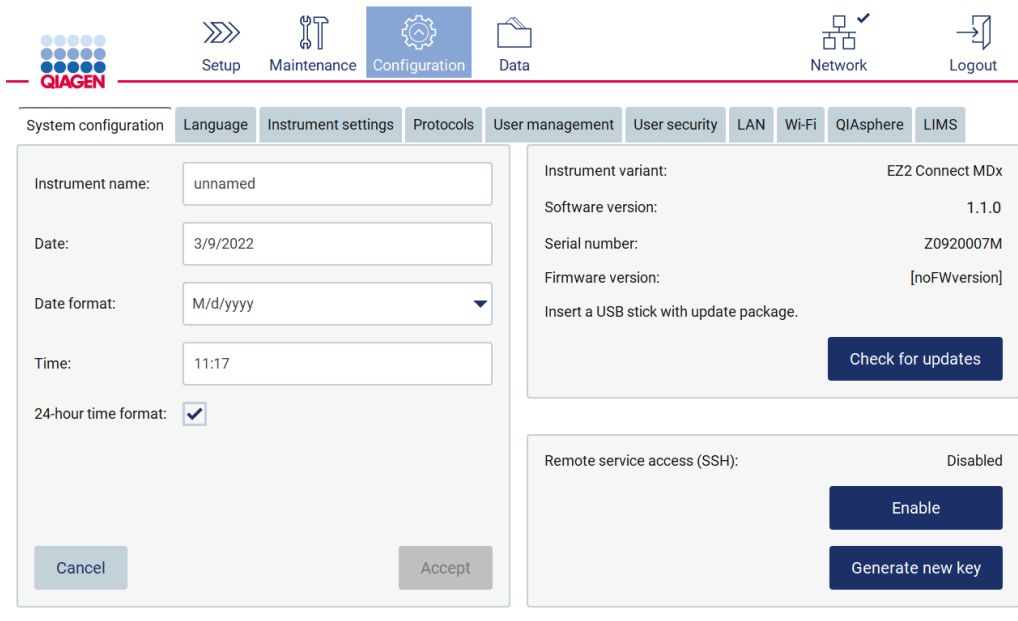 QIAGEN
Setup
Maintenance
Configuration
Data
Network
Logout
System configuration
Language
Instrument settings
Protocols
User management
User security
LAN
Wi-Fi
QIAsphere
LIMS
Instrument name:
unnamed
Date:
3/9/2022
Date format:
M/d/yyyy
Time:
11:17
24-hour time format:
Cancel
Accept
Instrument variant:
EZ2 Connect MDx
Software version:
1.1.0
Serial number:
Z0920007M
Firmware version:
[noFWversion]
Insert a USB stick with update package.
Check for updates
Remote service access (SSH):
Disabled
Enable
Generate new key